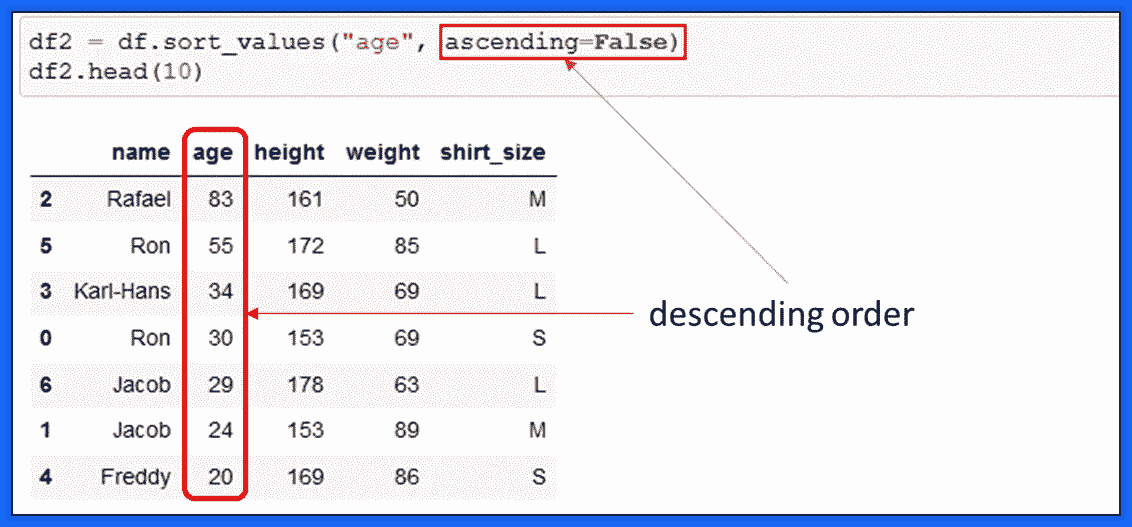 df2 = df.sort_values("age", ascending=False)
df2.head(10)
name age height weight shirt_size
2 Rafael 83 161 50 M
5 Ron 55 172 85 L
3 Karl-Hans 34 169 69 L
descending order
0 Ron 30 153 69 S
6 Jacob 29 178 63 L
1 Jacob 24 153 89 M
4 Freddy 20 169 86 S